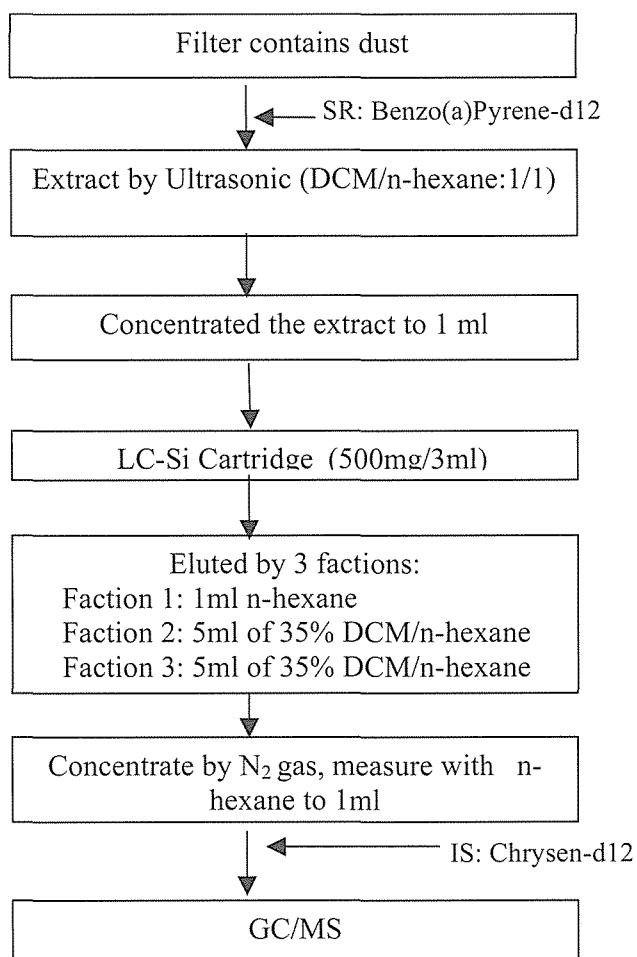 Filter contains dust
SR: Benzo(a)Pyrene-d12
Extract by Ultrasonic (DCM/n-hexane:1/1)
Concentrated the extract to 1 ml
LC-Si Cartridge (500mg/3ml)
Eluted by 3 factions:
Faction 1: 1ml n-hexane
Faction 2: 5ml of 35% DCM/n-hexane
Faction 3: 5ml of 35% DCM/n-hexane
Concentrate by N₂ gas, measure with n-
hexane to 1ml
IS: Chrysen-d12
GC/MS